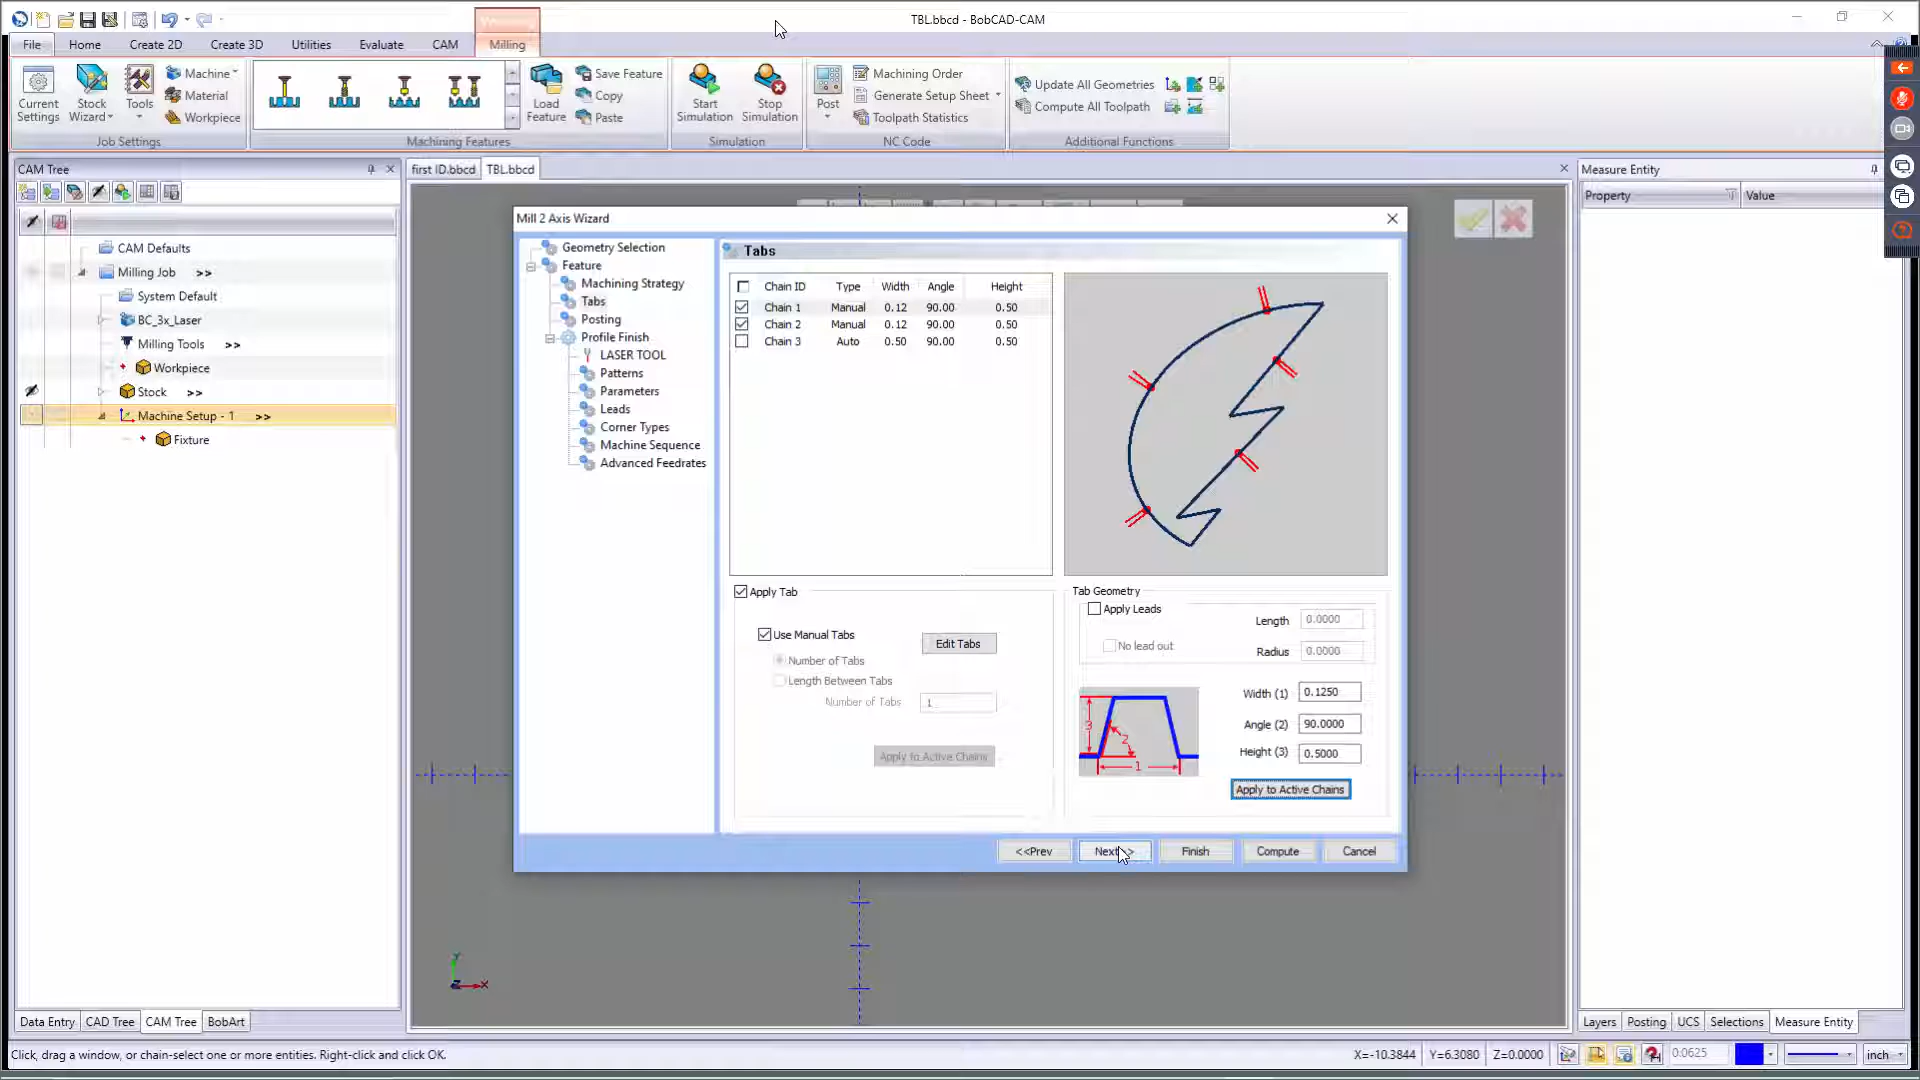 TBL.bbcd - BobCAD-CAM
File Home Create 2D Create 3D Utilities Evaluate CAM Milling
Current Settings
Stock Wizard
Tools
Machine
Material
Workpiece
Job Settings
Machining Features
Load Feature
Save Feature
Copy
Paste
Start Simulation
Stop Simulation
Simulation
Post
Machining Order
Generate Setup Sheet
Toolpath Statistics
NC Code
Update All Geometries
Compute All Toolpath
Additional Functions
CAM Tree
first ID.bbcd TBL.bbcd
Measure Entity
Property Value
CAM Defaults
Milling Job >>
System Default
BC_3x_Laser
Milling Tools >>
Workpiece
Stock >>
Machine Setup - 1 >>
Fixture
Mill 2 Axis Wizard
Geometry Selection
Feature
Machining Strategy
Tabs
Posting
Profile Finish
LASER TOOL
Patterns
Parameters
Leads
Corner Types
Machine Sequence
Advanced Feedrates
Tabs
Chain ID Type Width Angle Height
Chain 1 Manual 0.12 90.00 0.50
Chain 2 Manual 0.12 90.00 0.50
Chain 3 Auto 0.50 90.00 0.50
Apply Tab
Use Manual Tabs
Edit Tabs
Number of Tabs
Length Between Tabs
Number of Tabs 1
Apply to Active Chains
Tab Geometry
Apply Leads
Length 0.0000
No lead out
Radius 0.0000
3
2
1
Width (1) 0.1250
Angle (2) 90.0000
Height (3) 0.5000
Apply to Active Chains
<<Prev Next>> Finish Compute Cancel
Y
Z X
Data Entry CAD Tree CAM Tree BobArt
Layers Posting UCS Selections Measure Entity
Click, drag a window, or chain-select one or more entities. Right-click and click OK.
X=-10.3844 Y=6.3080 Z=0.0000 0.0625 inch